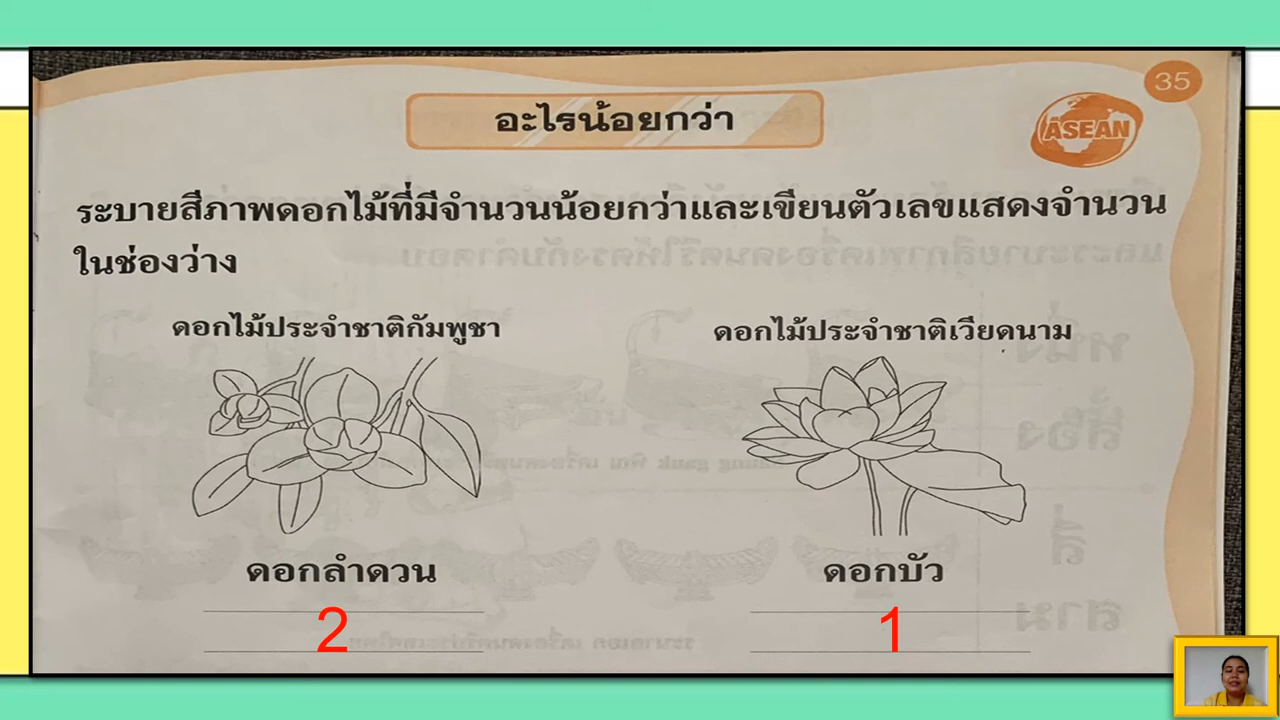 35
อะไรน้อยกว่า
ASEAN
ระบายสีภาพดอกไม้ที่มีจำนวนน้อยกว่าและเขียนตัวเลขแสดงจำนวน
ในช่องว่าง
ดอกไม้ประจำชาติกัมพูชา
ดอกไม้ประจำชาติเวียดนาม
ดอกลำดวน
ดอกบัว
2
1